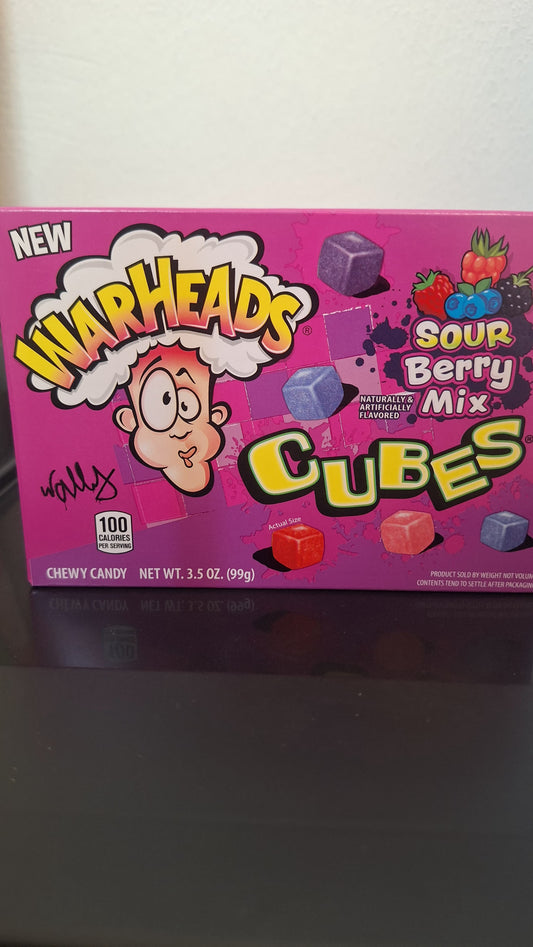 NEW
WARHEADS®
SOUR
Berry
Mix
NATURALLY &
ARTIFICIALLY
FLAVORED
CUBES®
Wally
100
CALORIES
PER SERVING
Actual Size
CHEWY CANDY NET WT. 3.5 OZ. (99g)
PRODUCT SOLD BY WEIGHT NOT VOLUM
CONTENTS TEND TO SETTLE AFTER PACKAGING